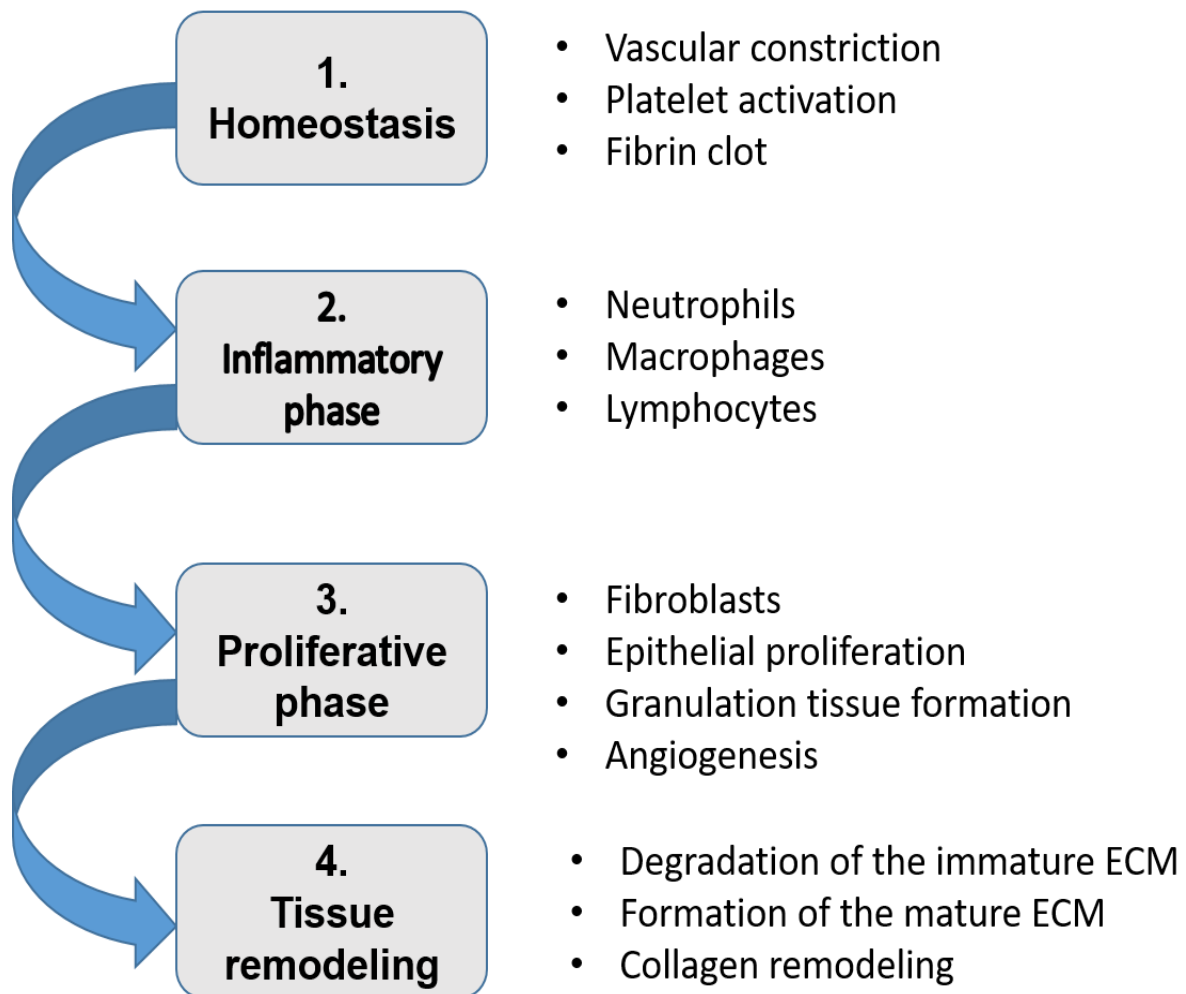 1.
Homeostasis
• Vascular constriction
• Platelet activation
• Fibrin clot
2.
Inflammatory
phase
• Neutrophils
• Macrophages
• Lymphocytes
3.
Proliferative
phase
• Fibroblasts
• Epithelial proliferation
• Granulation tissue formation
• Angiogenesis
4.
Tissue
remodeling
• Degradation of the immature ECM
• Formation of the mature ECM
• Collagen remodeling